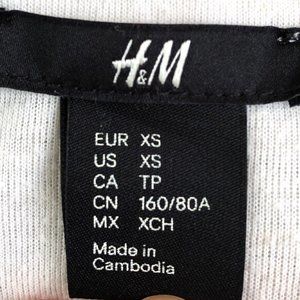 H&M
EUR XS
US XS
CA TP
CN 160/80A
MX XCH
Made in
Cambodia